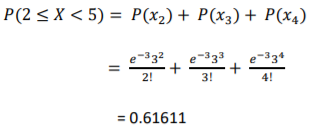 P(2 ≤ X < 5) = P(x₂) + P(x₃) + P(x₄)
= e⁻³3²/2! + e⁻³3³/3! + e⁻³3⁴/4!
= 0.61611